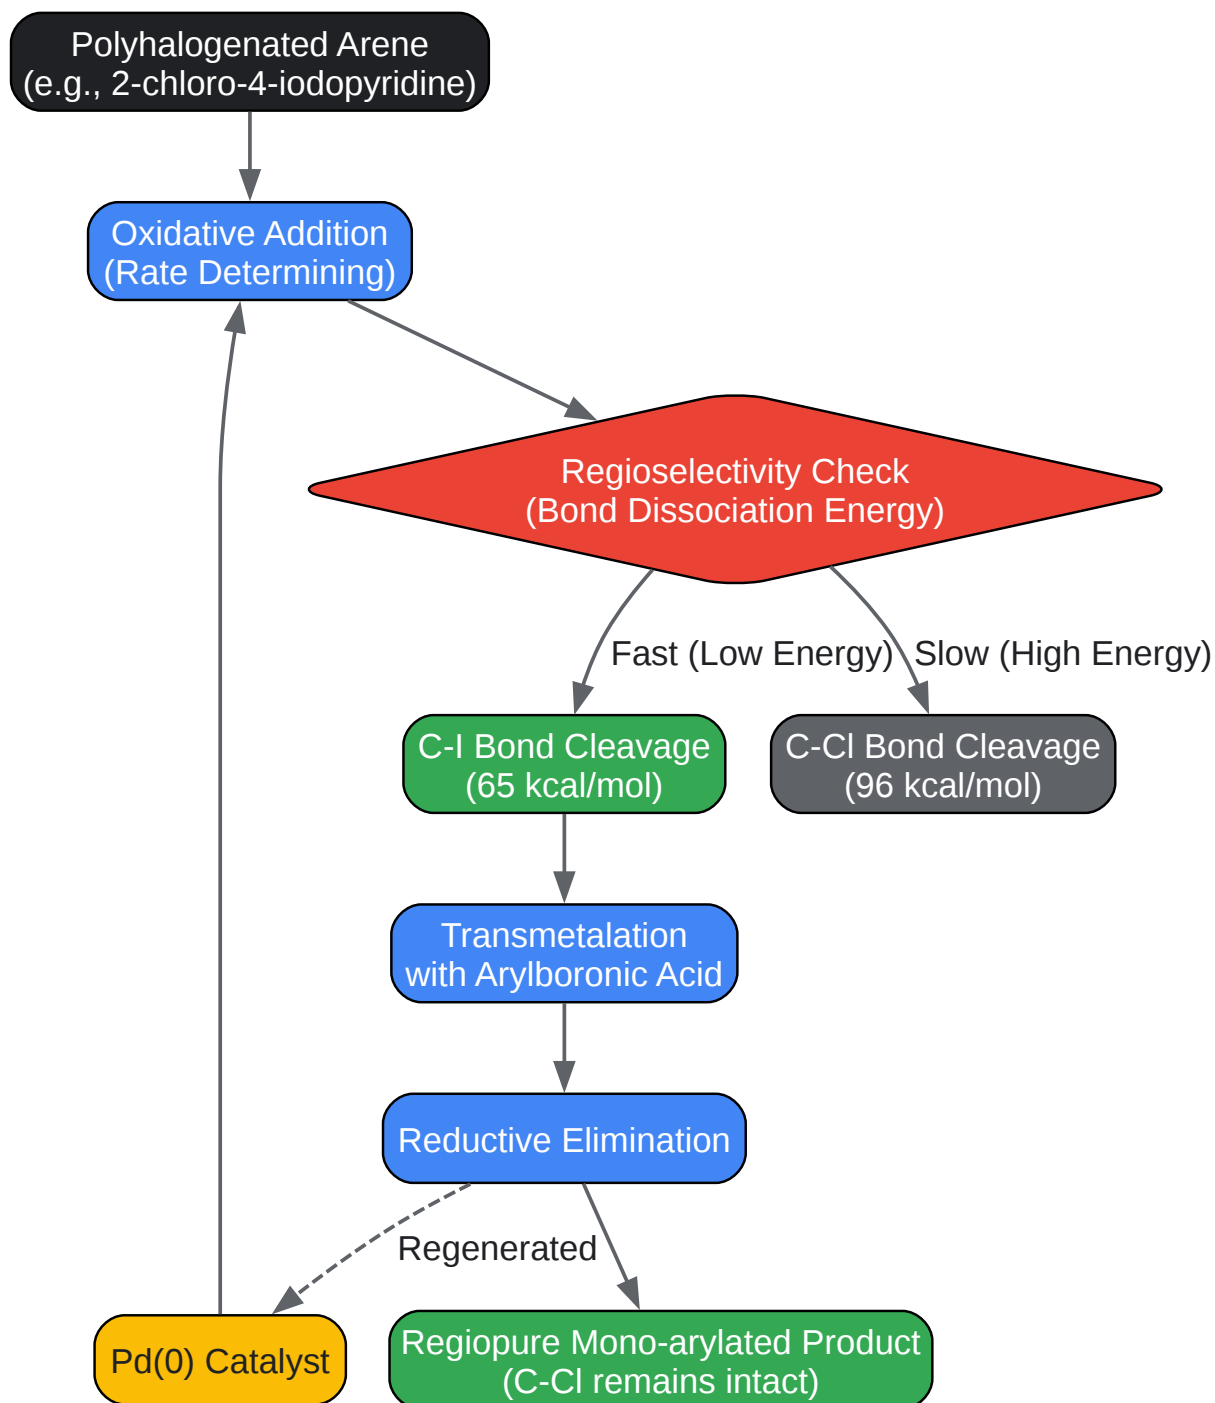 Polyhalogenated Arene
(e.g., 2-chloro-4-iodopyridine)
Oxidative Addition
(Rate Determining)
Regioselectivity Check
(Bond Dissociation Energy)
Fast (Low Energy)
Slow (High Energy)
C-I Bond Cleavage
(65 kcal/mol)
C-Cl Bond Cleavage
(96 kcal/mol)
Transmetalation
with Arylboronic Acid
Reductive Elimination
Regenerated
Pd(0) Catalyst
Regiopure Mono-arylated Product
(C-Cl remains intact)